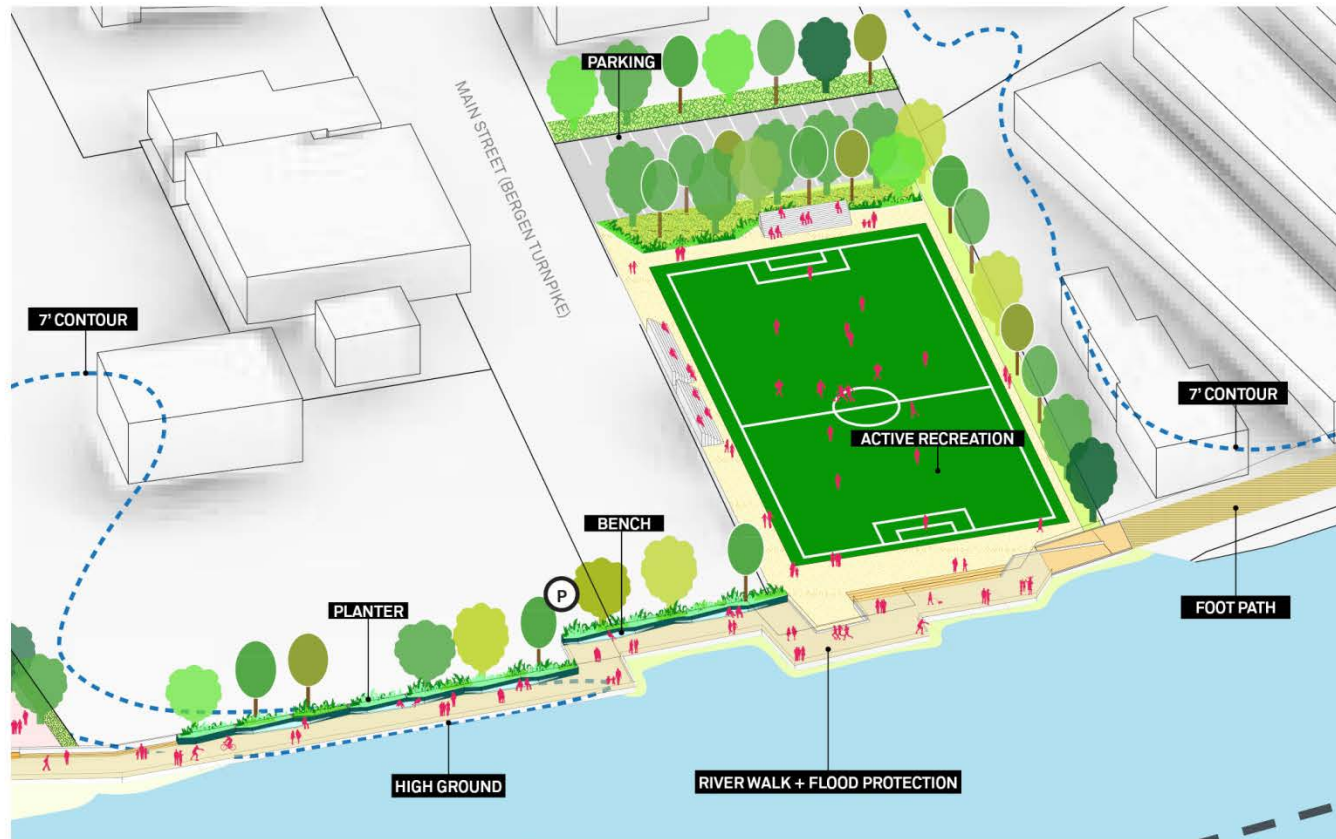 PARKING
MAIN STREET (BERGEN TURNPIKE)
7' CONTOUR
7' CONTOUR
ACTIVE RECREATION
BENCH
P
PLANTER
FOOT PATH
HIGH GROUND
RIVER WALK + FLOOD PROTECTION